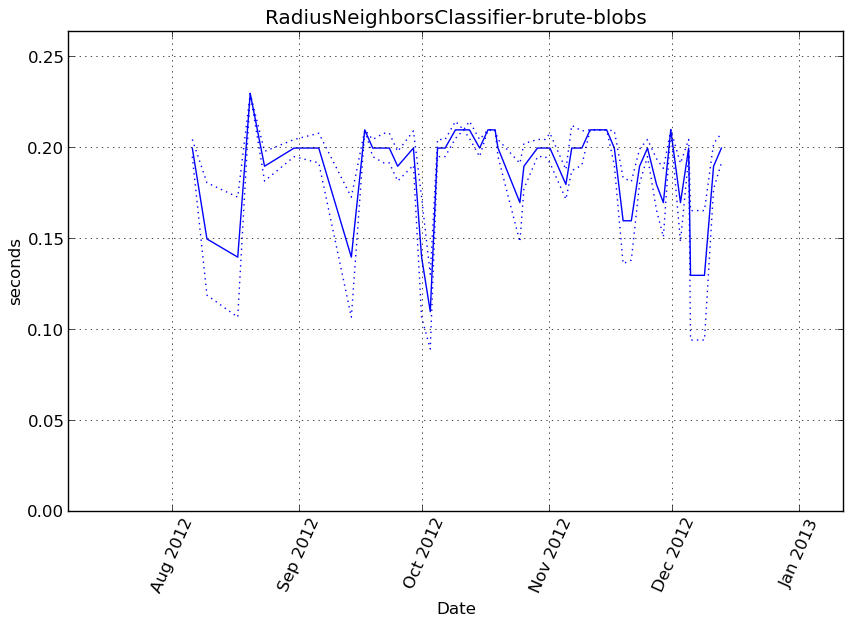 RadiusNeighborsClassifier-brute-blobs
0.25
0.20
0.15
0.10
0.05
0.00
seconds
Aug 2012
Sep 2012
Oct 2012
Nov 2012
Dec 2012
Jan 2013
Date